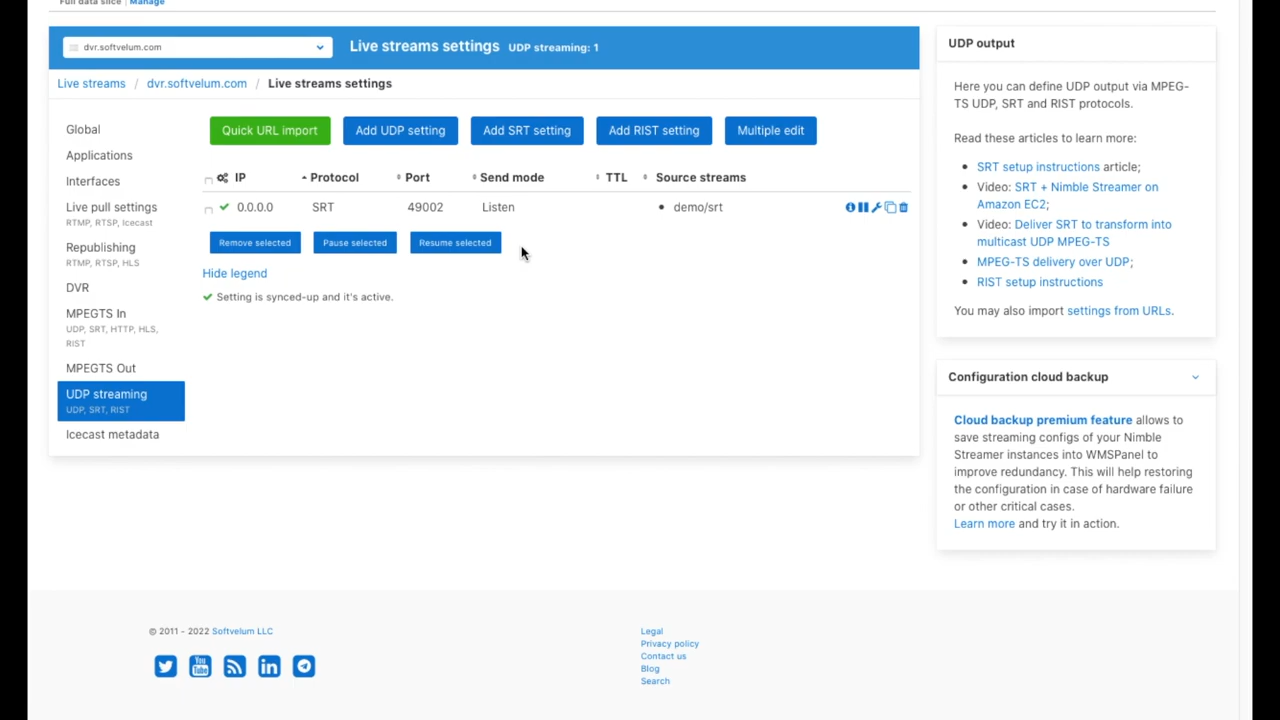 Full data slice | Manage
dvr.softvelum.com
Live streams settings UDP streaming: 1
Live streams / dvr.softvelum.com / Live streams settings
Global
Applications
Interfaces
Live pull settings
RTMP, RTSP, Icecast
Republishing
RTMP, RTSP, HLS
DVR
MPEGTS In
UDP, SRT, HTTP, HLS,
RIST
MPEGTS Out
UDP streaming
UDP, SRT, RIST
Icecast metadata
Quick URL import Add UDP setting Add SRT setting Add RIST setting Multiple edit
IP Protocol Port Send mode TTL Source streams
0.0.0.0 SRT 49002 Listen demo/srt
Remove selected Pause selected Resume selected
Hide legend
Setting is synced-up and it's active.
UDP output
Here you can define UDP output via MPEG-
TS UDP, SRT and RIST protocols.
Read these articles to learn more:
SRT setup instructions article;
Video: SRT + Nimble Streamer on
Amazon EC2;
Video: Deliver SRT to transform into
multicast UDP MPEG-TS
MPEG-TS delivery over UDP;
RIST setup instructions
You may also import settings from URLs.
Configuration cloud backup
Cloud backup premium feature allows to
save streaming configs of your Nimble
Streamer instances into WMSPanel to
improve redundancy. This will help restoring
the configuration in case of hardware failure
or other critical cases.
Learn more and try it in action.
© 2011 - 2022 Softvelum LLC
You Tube
in
Legal
Privacy policy
Contact us
Blog
Search